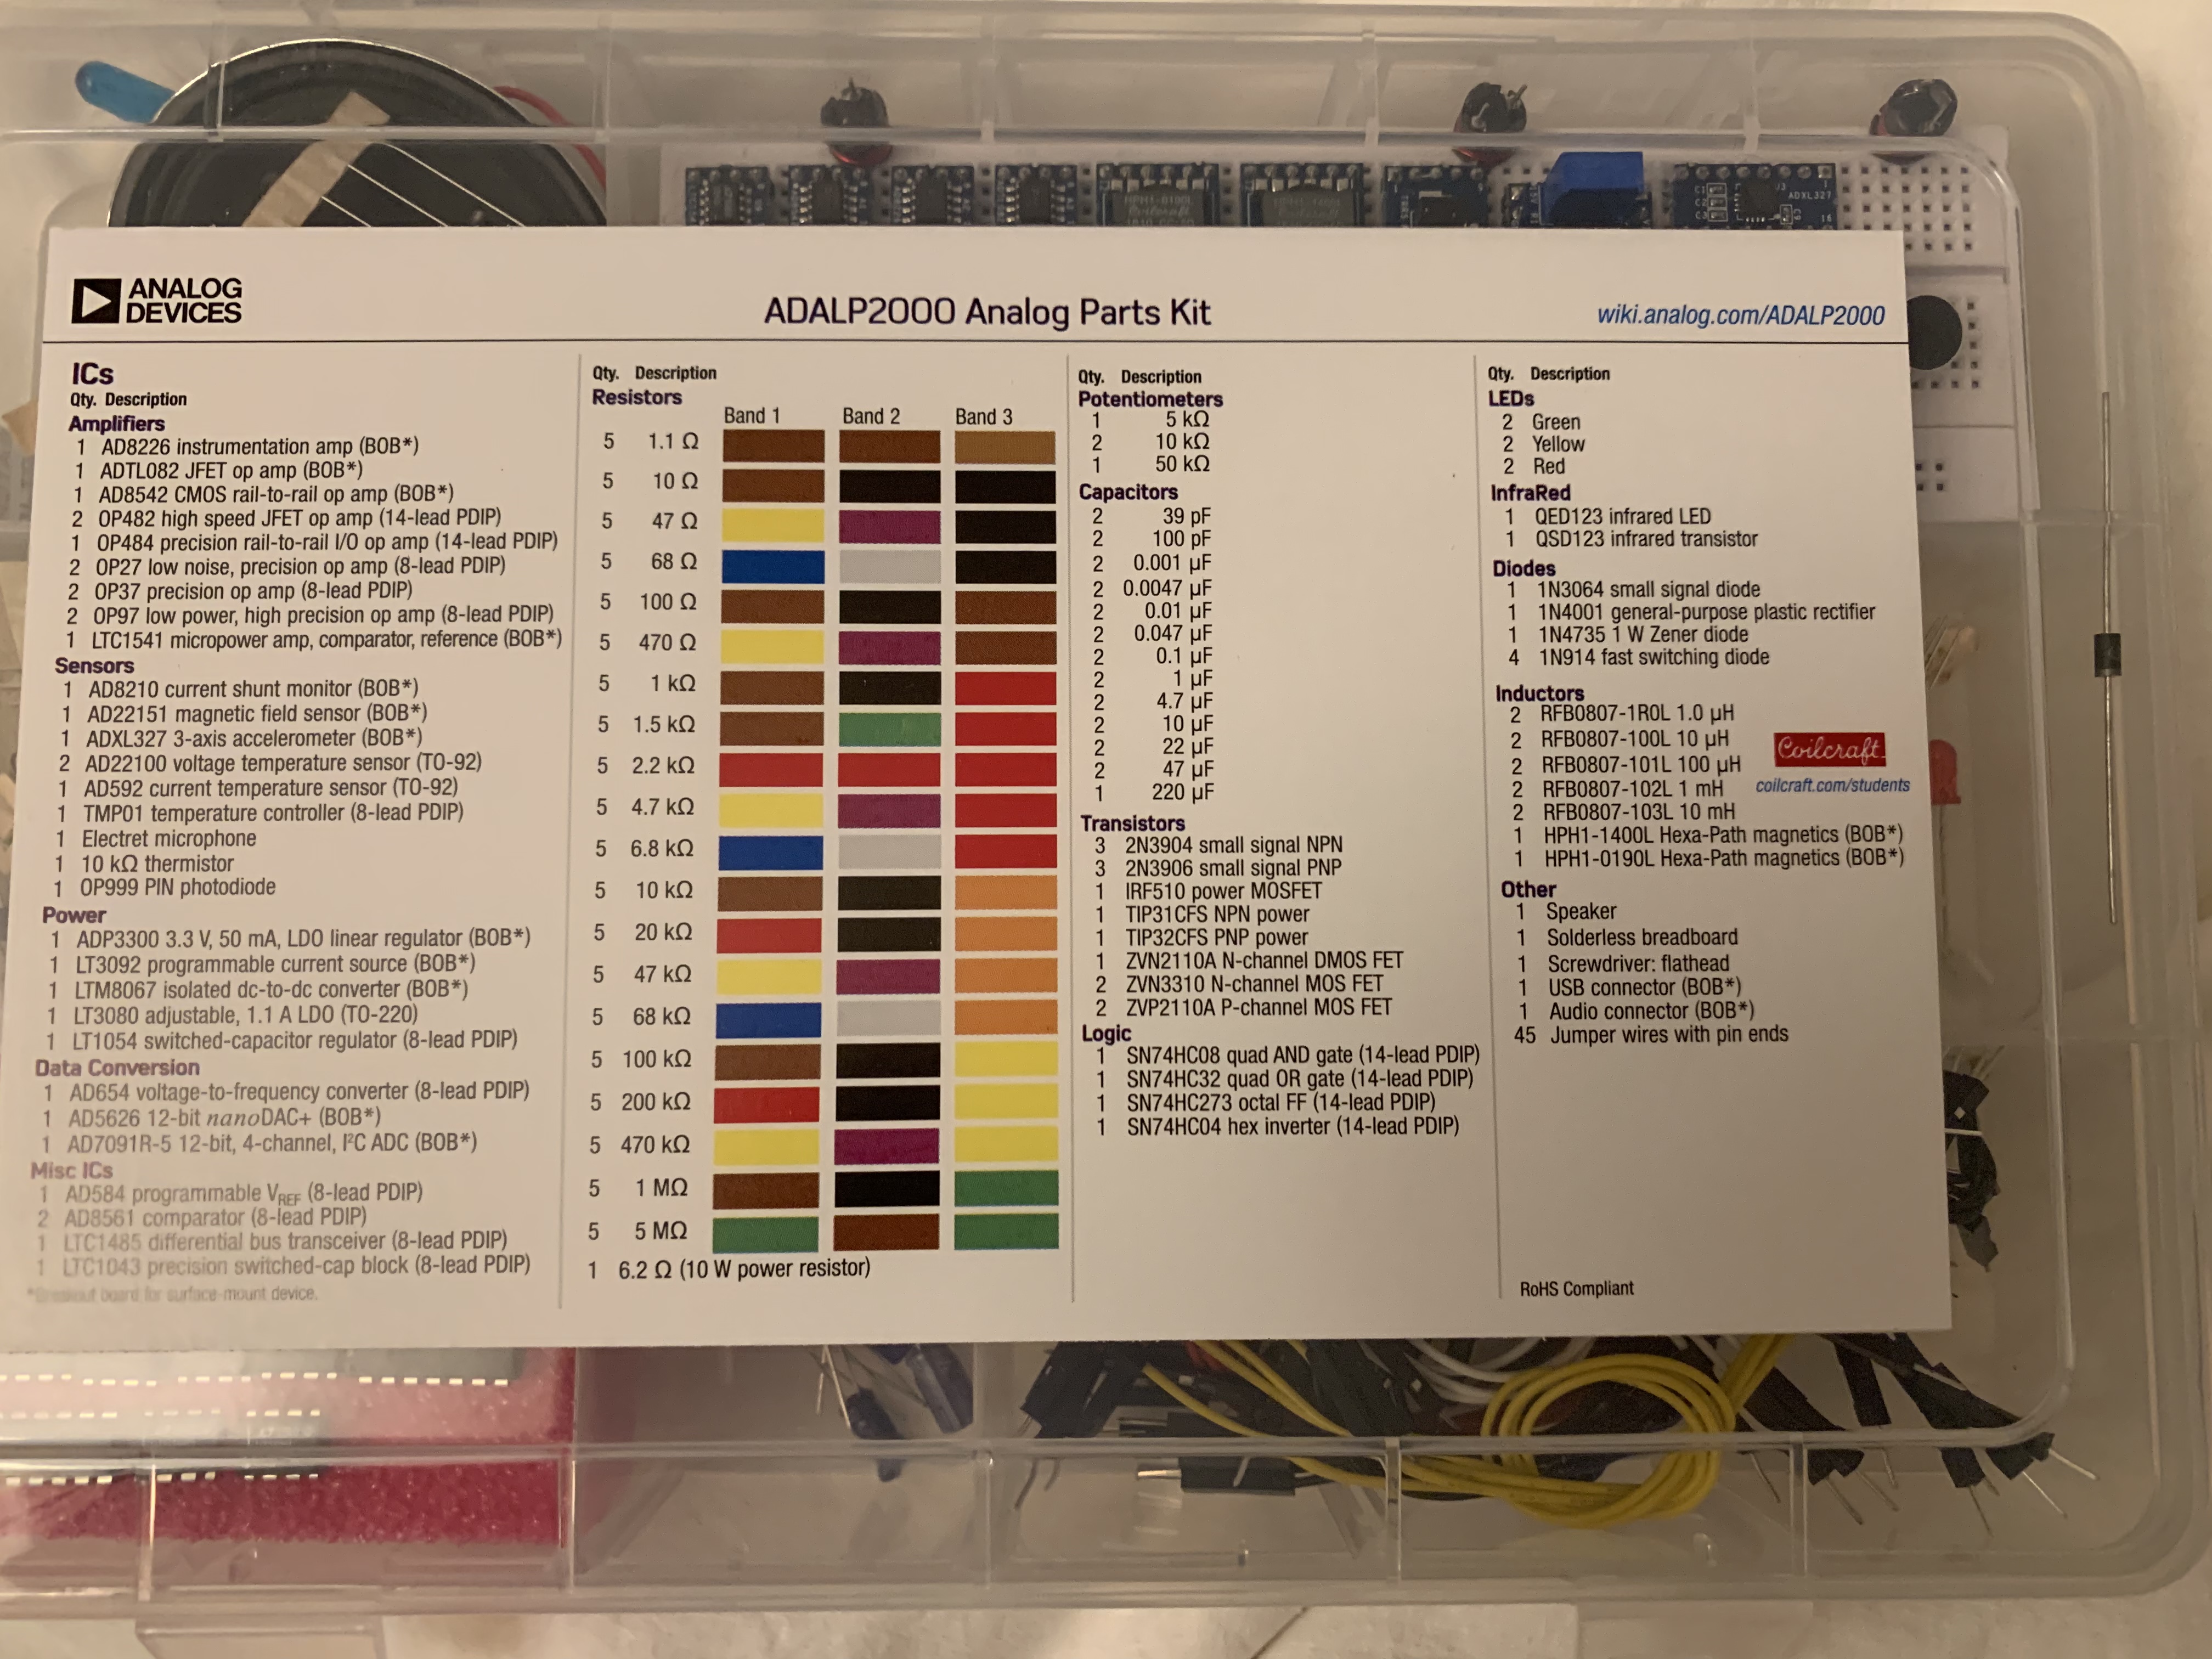 HPH1-0190L
Coilcraft
C1
C2
C3
U3
ADXL327
1
16
ANALOG
DEVICES
ADALP2000 Analog Parts Kit
wiki.analog.com/ADALP2000
ICs
Qty. Description
Amplifiers
1 AD8226 instrumentation amp (BOB*)
1 ADTL082 JFET op amp (BOB*)
1 AD8542 CMOS rail-to-rail op amp (BOB*)
2 OP482 high speed JFET op amp (14-lead PDIP)
1 OP484 precision rail-to-rail I/O op amp (14-lead PDIP)
2 OP27 low noise, precision op amp (8-lead PDIP)
2 OP37 precision op amp (8-lead PDIP)
2 OP97 low power, high precision op amp (8-lead PDIP)
1 LTC1541 micropower amp, comparator, reference (BOB*)
Sensors
1 AD8210 current shunt monitor (BOB*)
1 AD22151 magnetic field sensor (BOB*)
1 ADXL327 3-axis accelerometer (BOB*)
2 AD22100 voltage temperature sensor (TO-92)
1 AD592 current temperature sensor (TO-92)
1 TMP01 temperature controller (8-lead PDIP)
1 Electret microphone
1 10 kΩ thermistor
1 OP999 PIN photodiode
Power
1 ADP3300 3.3 V, 50 mA, LDO linear regulator (BOB*)
1 LT3092 programmable current source (BOB*)
1 LTM8067 isolated dc-to-dc converter (BOB*)
1 LT3080 adjustable, 1.1 A LDO (TO-220)
1 LT1054 switched-capacitor regulator (8-lead PDIP)
Data Conversion
1 AD654 voltage-to-frequency converter (8-lead PDIP)
1 AD5626 12-bit nanoDAC+ (BOB*)
1 AD7091R-5 12-bit, 4-channel, I²C ADC (BOB*)
Misc ICs
1 AD584 programmable VREF (8-lead PDIP)
2 AD8561 comparator (8-lead PDIP)
1 LTC1485 differential bus transceiver (8-lead PDIP)
1 LTC1043 precision switched-cap block (8-lead PDIP)
*Breakout board for surface-mount device.
Qty. Description
Resistors
Band 1 Band 2 Band 3
5 1.1 Ω
5 10 Ω
5 47 Ω
5 68 Ω
5 100 Ω
5 470 Ω
5 1 kΩ
5 1.5 kΩ
5 2.2 kΩ
5 4.7 kΩ
5 6.8 kΩ
5 10 kΩ
5 20 kΩ
5 47 kΩ
5 68 kΩ
5 100 kΩ
5 200 kΩ
5 470 kΩ
5 1 MΩ
5 5 MΩ
1 6.2 Ω (10 W power resistor)
Qty. Description
Potentiometers
1 5 kΩ
2 10 kΩ
1 50 kΩ
Capacitors
2 39 pF
2 100 pF
2 0.001 µF
2 0.0047 µF
2 0.01 µF
2 0.047 µF
2 0.1 µF
2 1 µF
2 4.7 µF
2 10 µF
2 22 µF
2 47 µF
1 220 µF
Transistors
3 2N3904 small signal NPN
3 2N3906 small signal PNP
1 IRF510 power MOSFET
1 TIP31CFS NPN power
1 TIP32CFS PNP power
1 ZVN2110A N-channel DMOS FET
2 ZVN3310 N-channel MOS FET
2 ZVP2110A P-channel MOS FET
Logic
1 SN74HC08 quad AND gate (14-lead PDIP)
1 SN74HC32 quad OR gate (14-lead PDIP)
1 SN74HC273 octal FF (14-lead PDIP)
1 SN74HC04 hex inverter (14-lead PDIP)
Qty. Description
LEDs
2 Green
2 Yellow
2 Red
InfraRed
1 QED123 infrared LED
1 QSD123 infrared transistor
Diodes
1 1N3064 small signal diode
1 1N4001 general-purpose plastic rectifier
1 1N4735 1 W Zener diode
4 1N914 fast switching diode
Inductors
2 RFB0807-1R0L 1.0 µH
2 RFB0807-100L 10 µH
2 RFB0807-101L 100 µH
2 RFB0807-102L 1 mH
2 RFB0807-103L 10 mH
1 HPH1-1400L Hexa-Path magnetics (BOB*)
1 HPH1-0190L Hexa-Path magnetics (BOB*)
Coilcraft
coilcraft.com/students
Other
1 Speaker
1 Solderless breadboard
1 Screwdriver: flathead
1 USB connector (BOB*)
1 Audio connector (BOB*)
45 Jumper wires with pin ends
RoHS Compliant